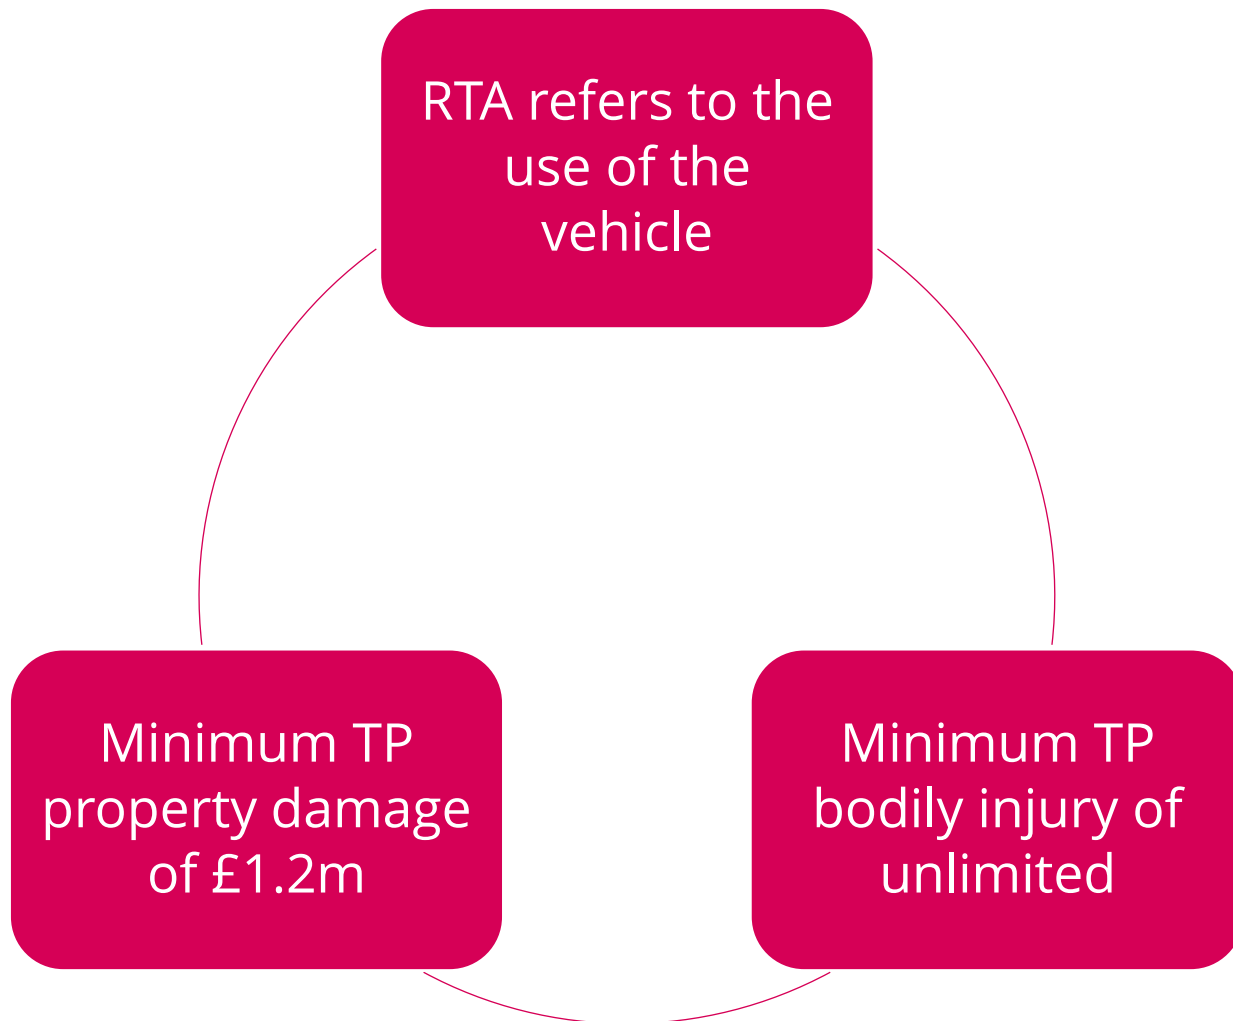 RTA refers to the
use of the
vehicle
Minimum TP
property damage
of £1.2m
Minimum TP
bodily injury of
unlimited